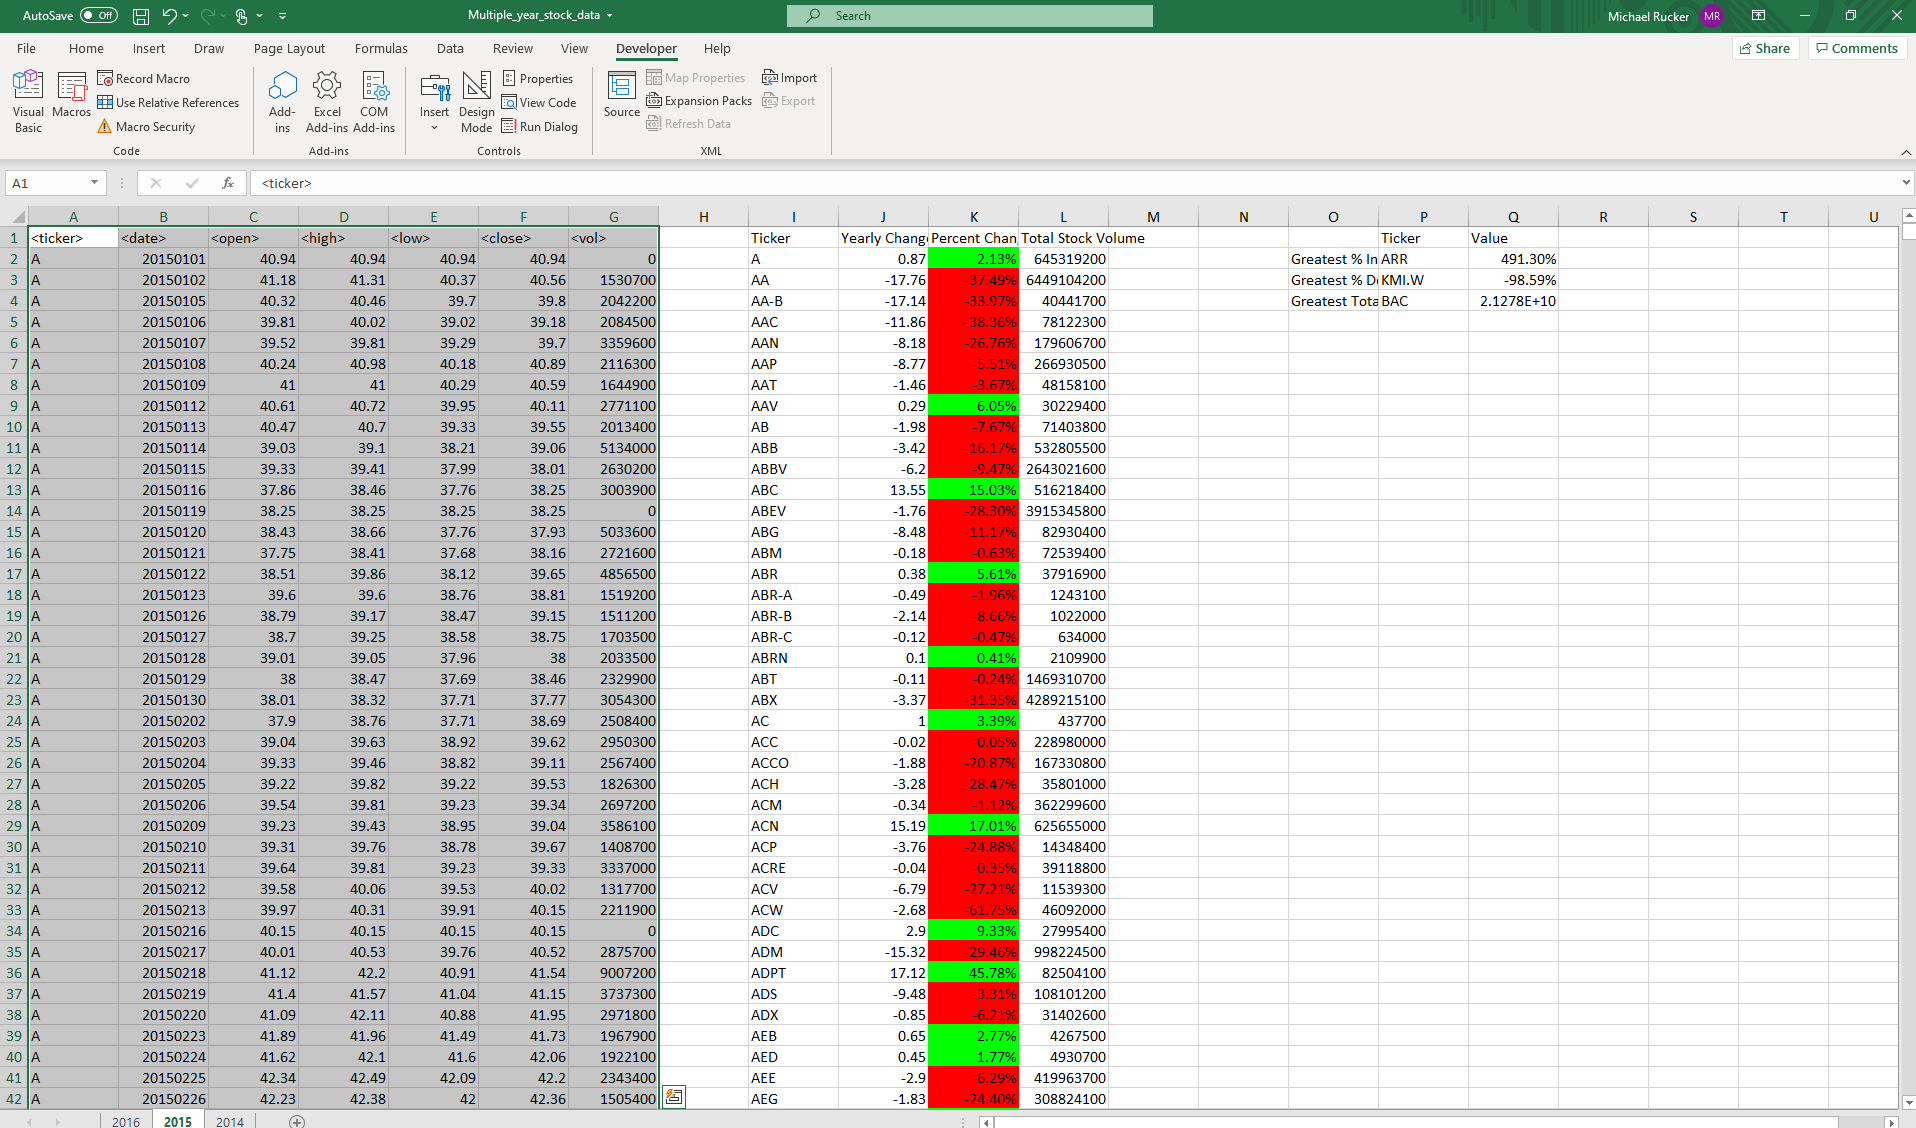 AutoSave Off Multiple_year_stock_data Search Michael Rucker MR
File Home Insert Draw Page Layout Formulas Data Review View Developer Help Share Comments
Visual Basic
Macros
Record Macro
Use Relative References
Macro Security
Code
Add-ins
Excel Add-ins
COM Add-ins
Add-ins
Insert
Design Mode
Properties
View Code
Run Dialog
Controls
Source
Map Properties
Expansion Packs
Refresh Data
Import
Export
XML
A1 fx <ticker>
A B C D E F G H I J K L M N O P Q R S T U
1 <ticker> <date> <open> <high> <low> <close> <vol> Ticker Yearly Chang Percent Chan Total Stock Volume Ticker Value
2 A 20150101 40.94 40.94 40.94 40.94 0 A 0.87 2.13% 645319200 Greatest % In ARR 491.30%
3 A 20150102 41.18 41.31 40.37 40.56 1530700 AA -17.76 -37.49% 6449104200 Greatest % D KMI.W -98.59%
4 A 20150105 40.32 40.46 39.7 39.8 2042200 AA-B -17.14 -33.97% 40441700 Greatest Tota BAC 2.1278E+10
5 A 20150106 39.81 40.02 39.02 39.18 2084500 AAC -11.86 -38.36% 78122300
6 A 20150107 39.52 39.81 39.29 39.7 3359600 AAN -8.18 -26.76% 179606700
7 A 20150108 40.24 40.98 40.18 40.89 2116300 AAP -8.77 -5.51% 266930500
8 A 20150109 41 41 40.29 40.59 1644900 AAT -1.46 -3.67% 48158100
9 A 20150112 40.61 40.72 39.95 40.11 2771100 AAV 0.29 6.05% 30229400
10 A 20150113 40.47 40.7 39.33 39.55 2013400 AB -1.98 -7.67% 71403800
11 A 20150114 39.03 39.1 38.21 39.06 5134000 ABB -3.42 -16.17% 532805500
12 A 20150115 39.33 39.41 37.99 38.01 2630200 ABBV -6.2 -9.47% 2643021600
13 A 20150116 37.86 38.46 37.76 38.25 3003900 ABC 13.55 15.03% 516218400
14 A 20150119 38.25 38.25 38.25 38.25 0 ABEV -1.76 -28.30% 3915345800
15 A 20150120 38.43 38.66 37.76 37.93 5033600 ABG -8.48 -11.17% 82930400
16 A 20150121 37.75 38.41 37.68 38.16 2721600 ABM -0.18 -0.63% 72539400
17 A 20150122 38.51 39.86 38.12 39.65 4856500 ABR 0.38 5.61% 37916900
18 A 20150123 39.6 39.6 38.76 38.81 1519200 ABR-A -0.49 -1.96% 1243100
19 A 20150126 38.79 39.17 38.47 39.15 1511200 ABR-B -2.14 -8.66% 1022000
20 A 20150127 38.7 39.25 38.58 38.75 1703500 ABR-C -0.12 -0.47% 634000
21 A 20150128 39.01 39.05 37.96 38 2033500 ABRN 0.1 0.41% 2109900
22 A 20150129 38 38.47 37.69 38.46 2329900 ABT -0.11 -0.24% 1469310700
23 A 20150130 38.01 38.32 37.71 37.77 3054300 ABX -3.37 -31.35% 4289215100
24 A 20150202 37.9 38.76 37.71 38.69 2508400 AC 1 3.39% 437700
25 A 20150203 39.04 39.63 38.92 39.62 2950300 ACC -0.02 -0.05% 228980000
26 A 20150204 39.33 39.46 38.82 39.11 2567400 ACCO -1.88 -20.87% 167330800
27 A 20150205 39.22 39.82 39.22 39.53 1826300 ACH -3.28 -28.47% 35801000
28 A 20150206 39.54 39.81 39.23 39.34 2697200 ACM -0.34 -1.12% 362299600
29 A 20150209 39.23 39.43 38.95 39.04 3586100 ACN 15.19 17.01% 625655000
30 A 20150210 39.31 39.76 38.78 39.67 1408700 ACP -3.76 -24.88% 14348400
31 A 20150211 39.64 39.81 39.23 39.33 3337000 ACRE -0.04 -0.35% 39118800
32 A 20150212 39.58 40.06 39.53 40.02 1317700 ACV -6.79 -27.21% 11539300
33 A 20150213 39.97 40.31 39.91 40.15 2211900 ACW -2.68 -61.75% 46092000
34 A 20150216 40.15 40.15 40.15 40.15 0 ADC 2.9 9.33% 27995400
35 A 20150217 40.01 40.53 39.76 40.52 2875700 ADM -15.32 -29.46% 998224500
36 A 20150218 41.12 42.2 40.91 41.54 9007200 ADPT 17.12 45.78% 82504100
37 A 20150219 41.4 41.57 41.04 41.15 3737300 ADS -9.48 -3.31% 108101200
38 A 20150220 41.09 42.11 40.88 41.95 2971800 ADX -0.85 -6.21% 31402600
39 A 20150223 41.89 41.96 41.49 41.73 1967900 AEB 0.65 2.77% 4267500
40 A 20150224 41.62 42.1 41.6 42.06 1922100 AED 0.45 1.77% 4930700
41 A 20150225 42.34 42.49 42.09 42.2 2343400 AEE -2.9 -6.29% 419963700
42 A 20150226 42.23 42.38 42 42.36 1505400 AEG -1.83 -24.40% 308824100
2016 2015 2014